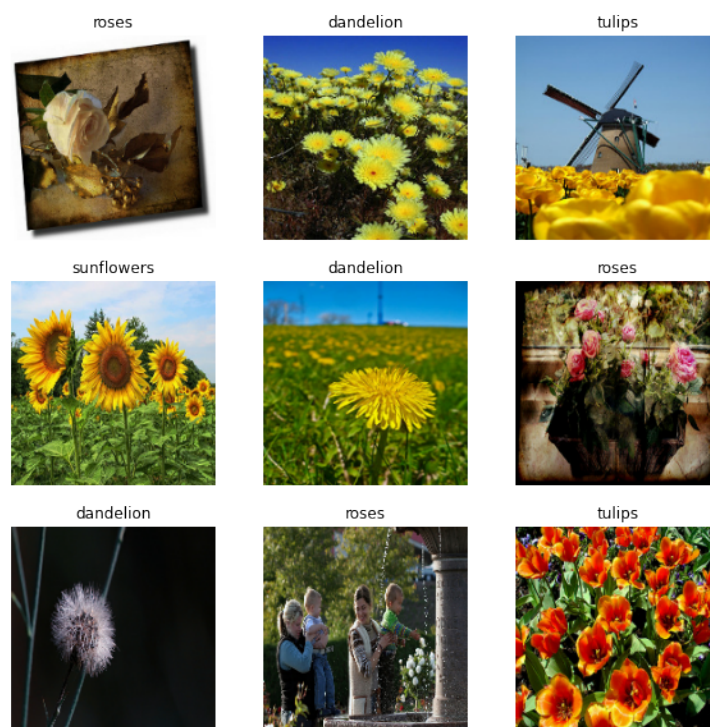 roses
dandelion
tulips
sunflowers
dandelion
roses
dandelion
roses
tulips